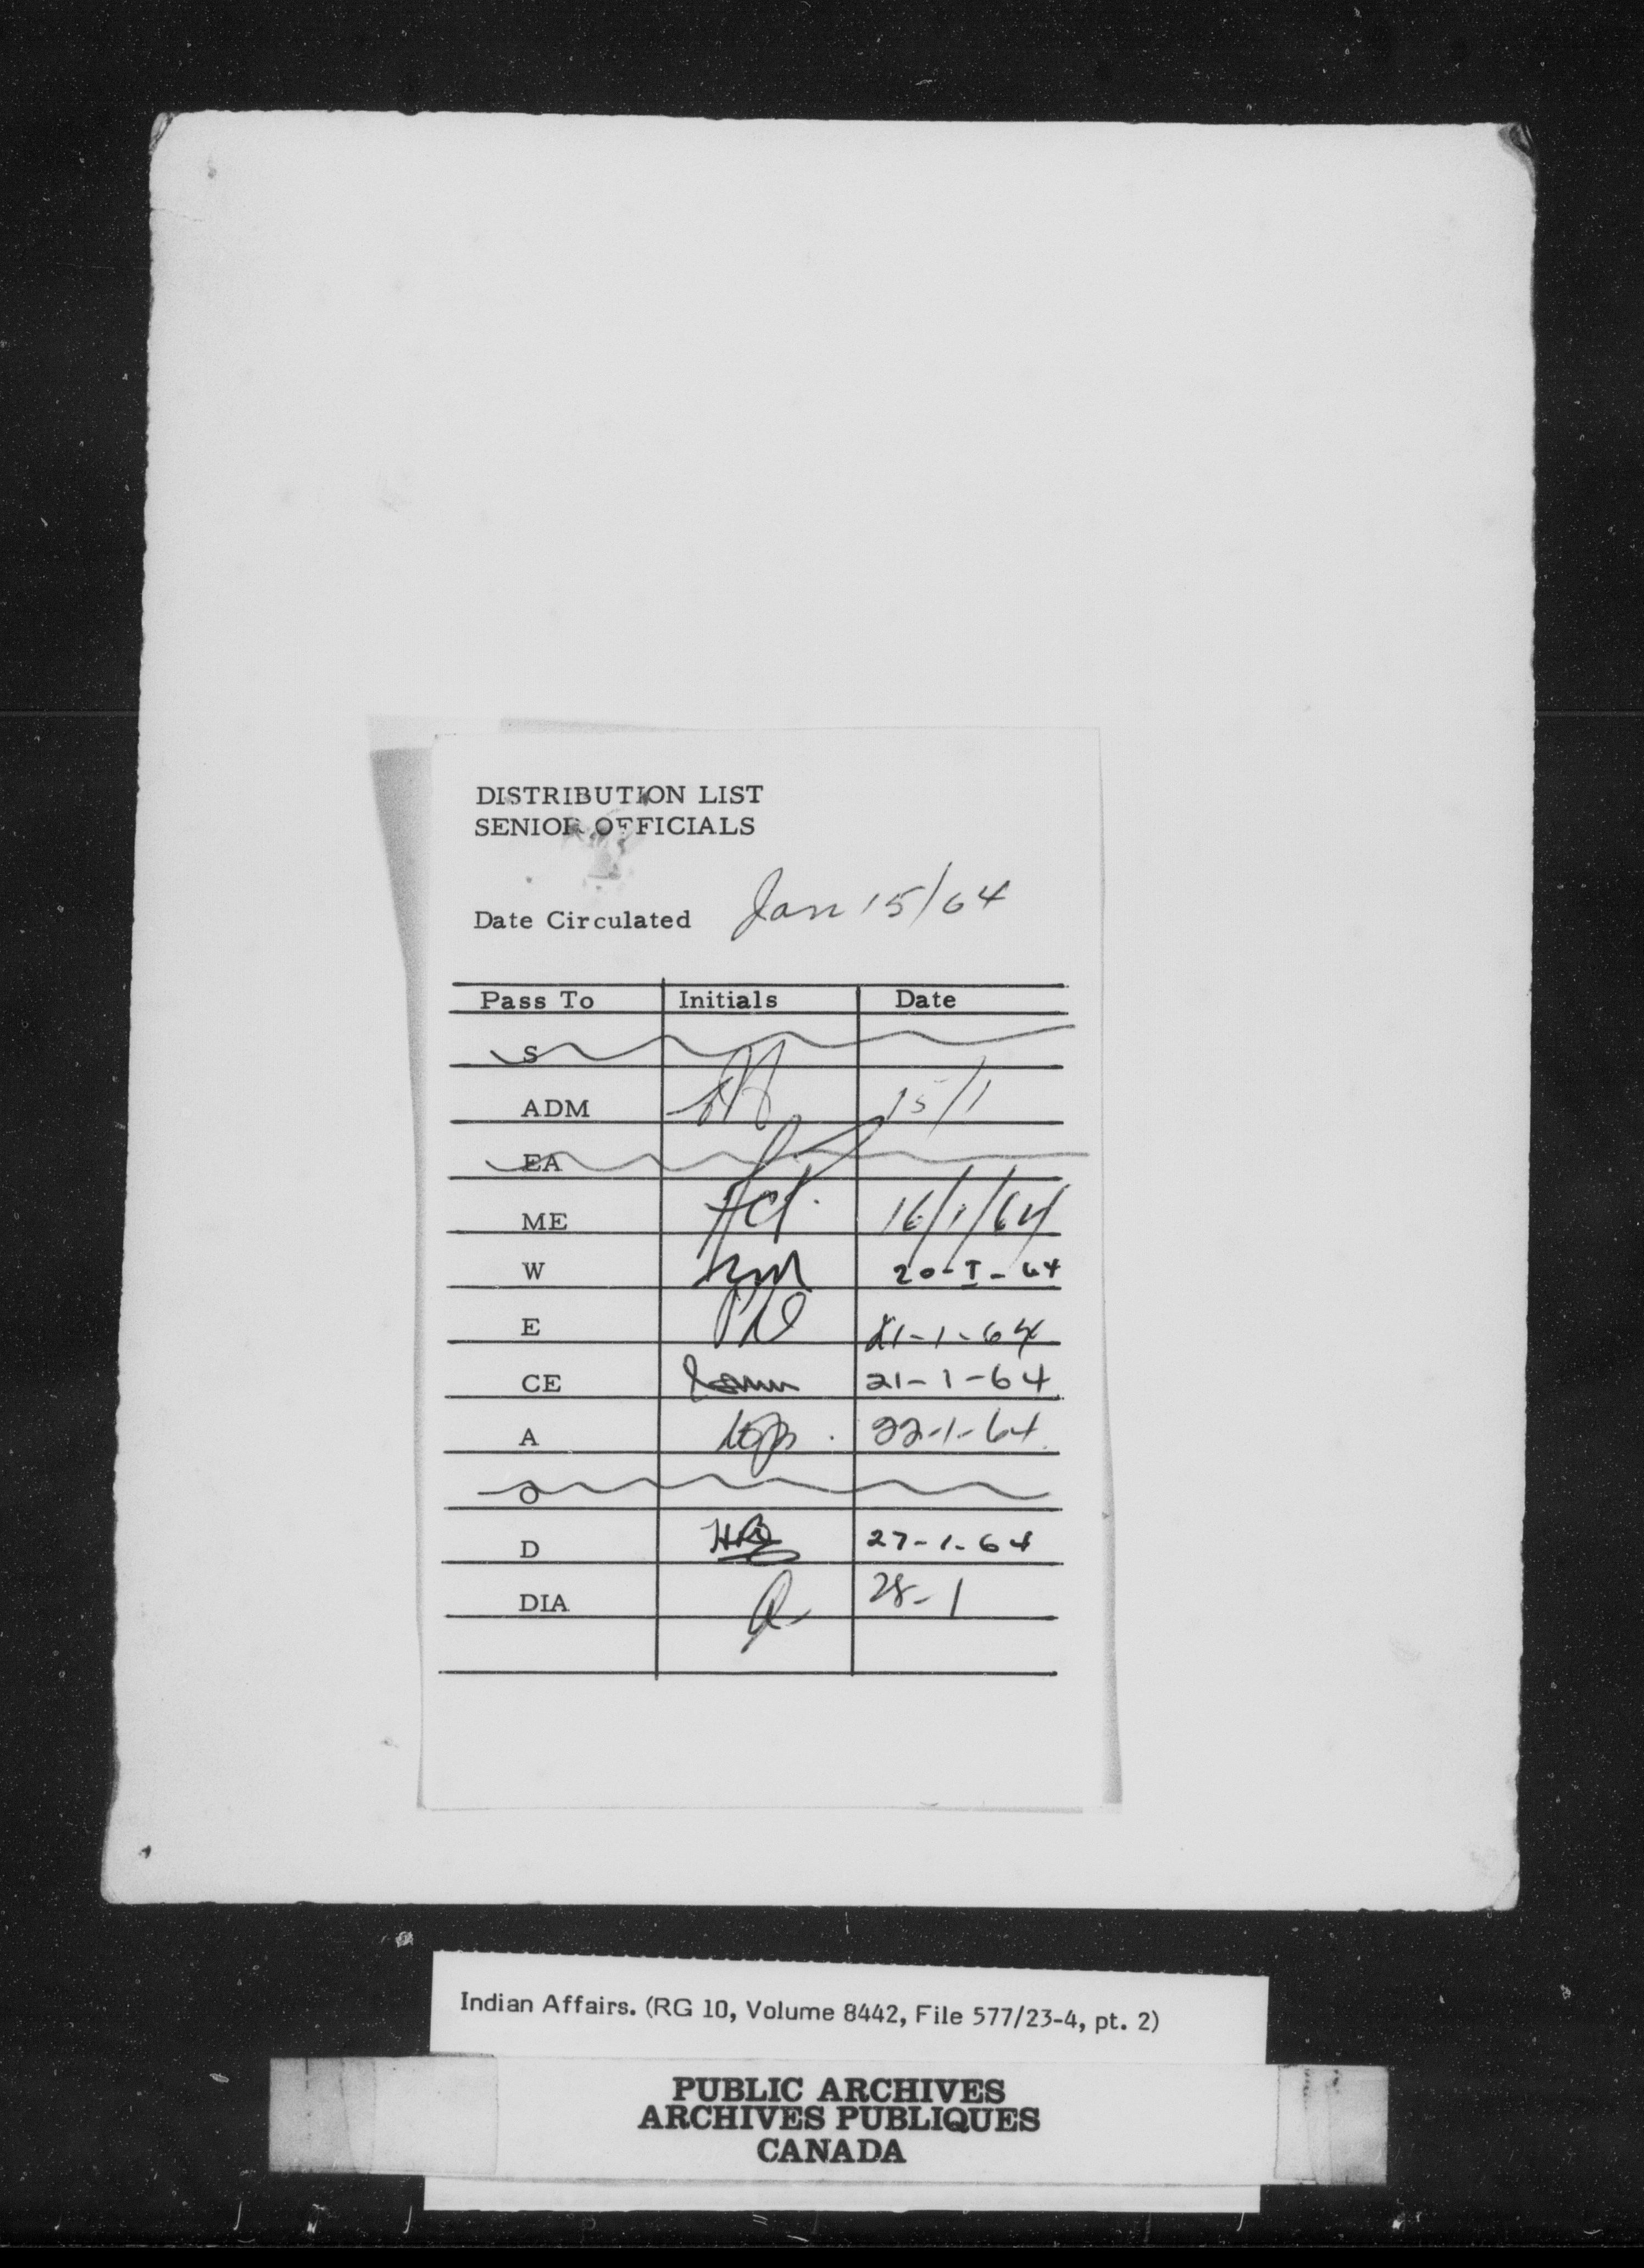 DISTRIBUTION LIST
SENIOR OFFICIALS
Date Circulated Jan 15/64
Pass To Initials Date
S
ADM 15/1
EA
ME 16/1/64
W 20-I-64
E 21-1-64
CE 21-1-64
A 22-1-64
O
D 27-1-64
DIA 28-1
Indian Affairs. (RG 10, Volume 8442, File 577/23-4, pt. 2)
PUBLIC ARCHIVES
ARCHIVES PUBLIQUES
CANADA